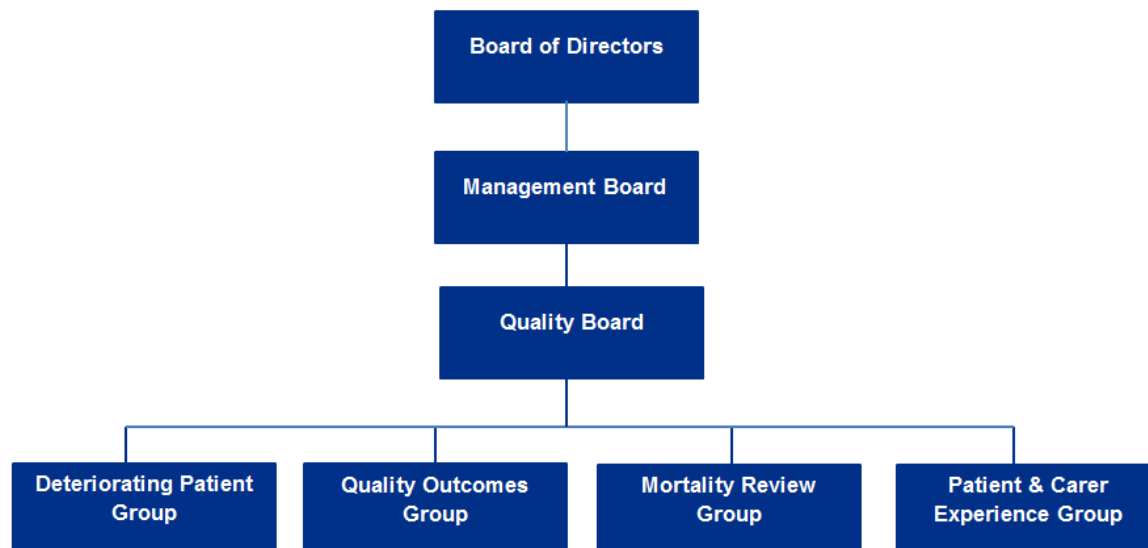 Board of Directors
Management Board
Quality Board
Deteriorating Patient
Group
Quality Outcomes
Group
Mortality Review
Group
Patient & Carer
Experience Group